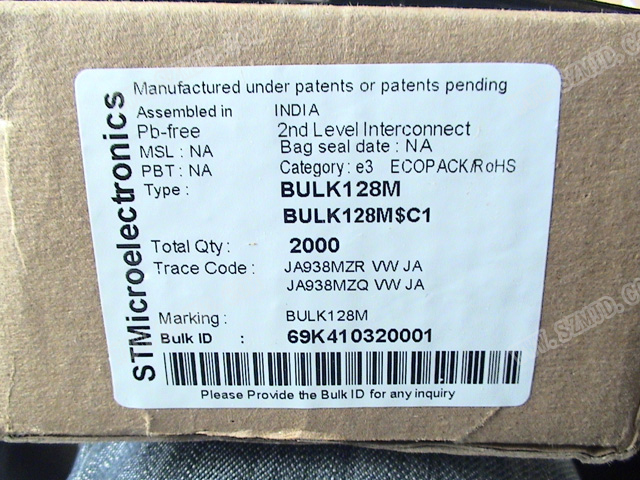 STMicroelectronics
Manufactured under patents or patents pending
Assembled in INDIA
Pb-free 2nd Level Interconnect
MSL : NA Bag seal date : NA
PBT : NA Category : e3 ECOPACK/RoHS
Type : BULK128M
BULK128M$C1
Total Qty : 2000
Trace Code : JA938MZR VW JA
JA938MZQ VW JA
Marking : BULK128M
Bulk ID : 69K410320001
Please Provide the Bulk ID for any inquiry